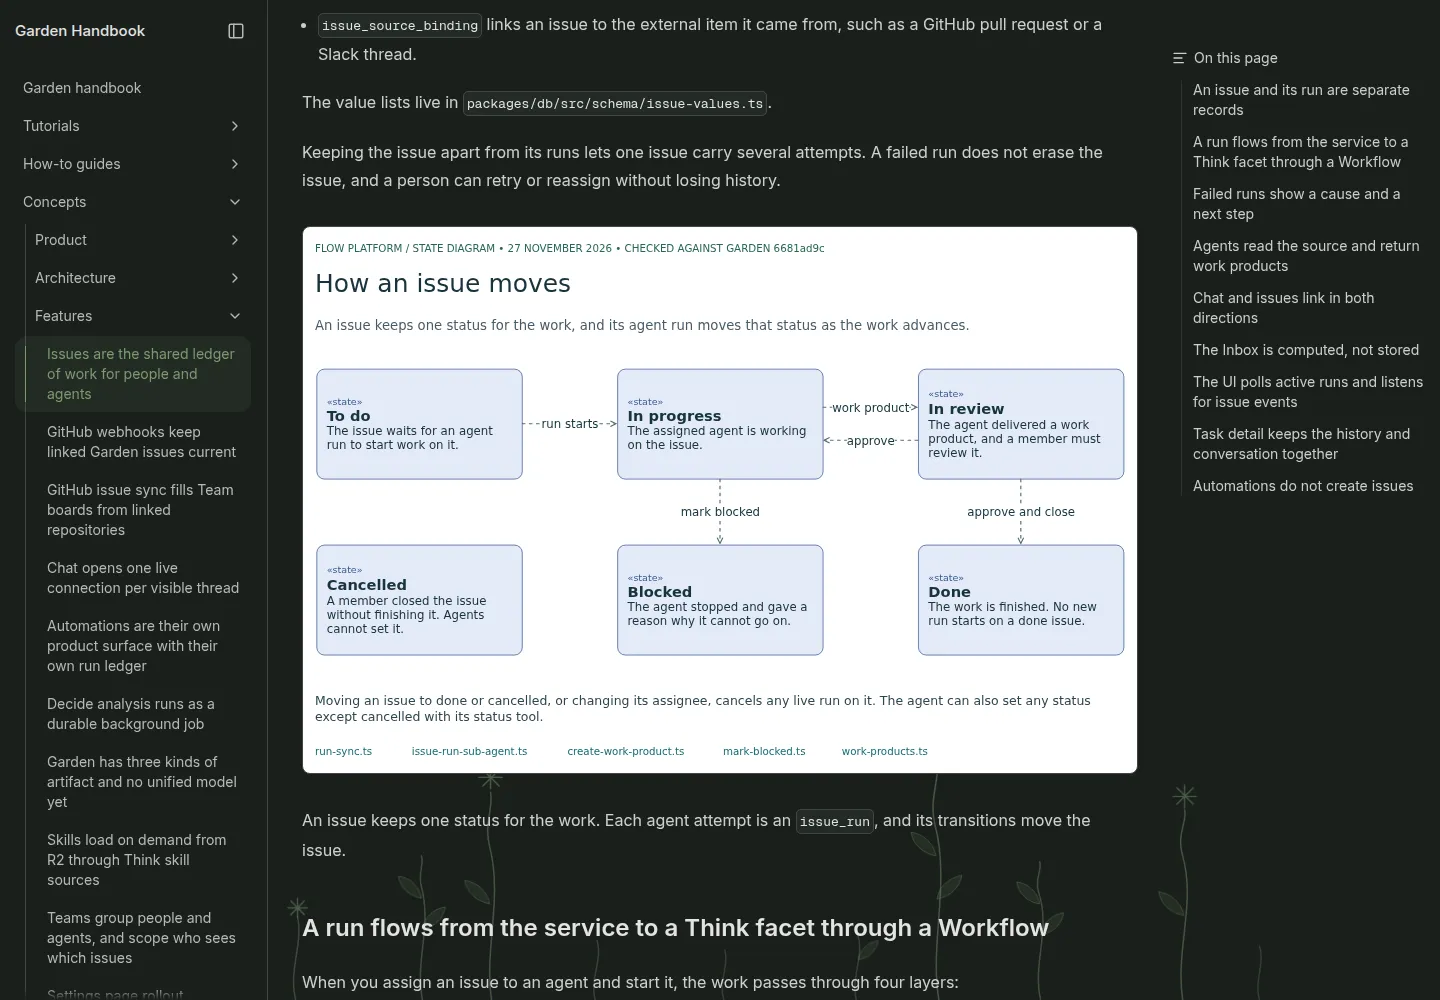 Garden Handbook
Garden handbook
Tutorials
How-to guides
Concepts
Product
Architecture
Features
Issues are the shared ledger
of work for people and
agents
GitHub webhooks keep
linked Garden issues current
GitHub issue sync fills Team
boards from linked
repositories
Chat opens one live
connection per visible thread
Automations are their own
product surface with their
own run ledger
Decide analysis runs as a
durable background job
Garden has three kinds of
artifact and no unified model
yet
Skills load on demand from
R2 through Think skill
sources
Teams group people and
agents, and scope who sees
which issues
Settings page rollout
issue_source_binding links an issue to the external item it came from, such as a GitHub pull request or a
Slack thread.
The value lists live in packages/db/src/schema/issue-values.ts.
Keeping the issue apart from its runs lets one issue carry several attempts. A failed run does not erase the
issue, and a person can retry or reassign without losing history.
FLOW PLATFORM / STATE DIAGRAM • 27 NOVEMBER 2026 • CHECKED AGAINST GARDEN 6681ad9c
How an issue moves
An issue keeps one status for the work, and its agent run moves that status as the work advances.
«state»
To do
The issue waits for an agent
run to start work on it.
run starts
«state»
In progress
The assigned agent is working
on the issue.
work product
approve
«state»
In review
The agent delivered a work
product, and a member must
review it.
mark blocked
approve and close
«state»
Cancelled
A member closed the issue
without finishing it. Agents
cannot set it.
«state»
Blocked
The agent stopped and gave a
reason why it cannot go on.
«state»
Done
The work is finished. No new
run starts on a done issue.
Moving an issue to done or cancelled, or changing its assignee, cancels any live run on it. The agent can also set any status
except cancelled with its status tool.
run-sync.ts issue-run-sub-agent.ts create-work-product.ts mark-blocked.ts work-products.ts
An issue keeps one status for the work. Each agent attempt is an issue_run, and its transitions move the
issue.
A run flows from the service to a Think facet through a Workflow
When you assign an issue to an agent and start it, the work passes through four layers:
On this page
An issue and its run are separate
records
A run flows from the service to a
Think facet through a Workflow
Failed runs show a cause and a
next step
Agents read the source and return
work products
Chat and issues link in both
directions
The Inbox is computed, not stored
The UI polls active runs and listens
for issue events
Task detail keeps the history and
conversation together
Automations do not create issues